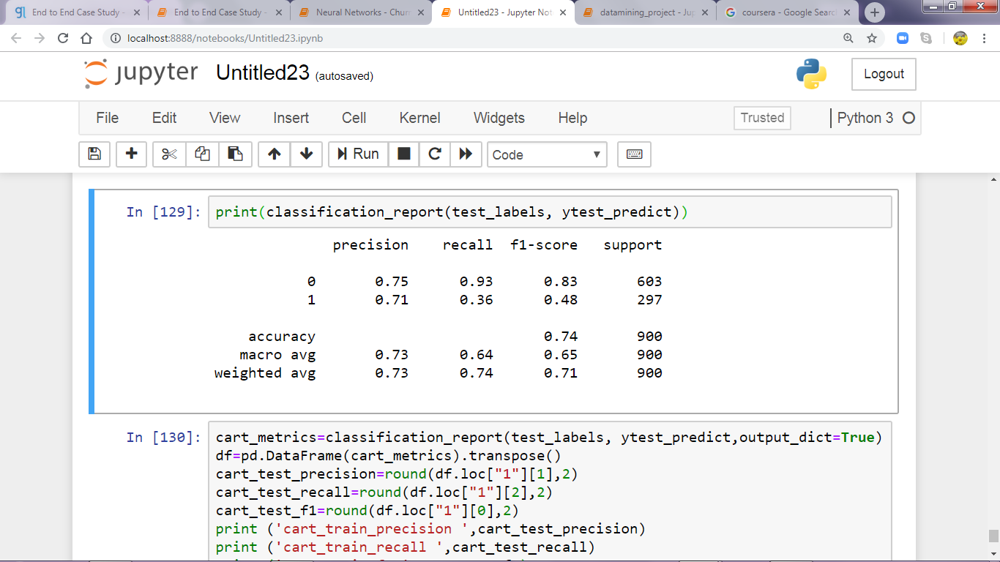 End to End Case Study -
End to End Case Study -
Neural Networks - Chur
Untitled23 - Jupyter Not
datamining_project - Jup
coursera - Google Searc
localhost:8888/notebooks/Untitled23.ipynb
jupyter Untitled23 (autosaved)
Logout
File Edit View Insert Cell Kernel Widgets Help
Trusted
Python 3
Run
Code
In [129]: print(classification_report(test_labels, ytest_predict))
precision recall f1-score support
0 0.75 0.93 0.83 603
1 0.71 0.36 0.48 297
accuracy 0.74 900
macro avg 0.73 0.64 0.65 900
weighted avg 0.73 0.74 0.71 900
In [130]: cart_metrics=classification_report(test_labels, ytest_predict,output_dict=True)
df=pd.DataFrame(cart_metrics).transpose()
cart_test_precision=round(df.loc["1"][1],2)
cart_test_recall=round(df.loc["1"][2],2)
cart_test_f1=round(df.loc["1"][0],2)
print ('cart_train_precision ',cart_test_precision)
print ('cart_train_recall ',cart_test_recall)